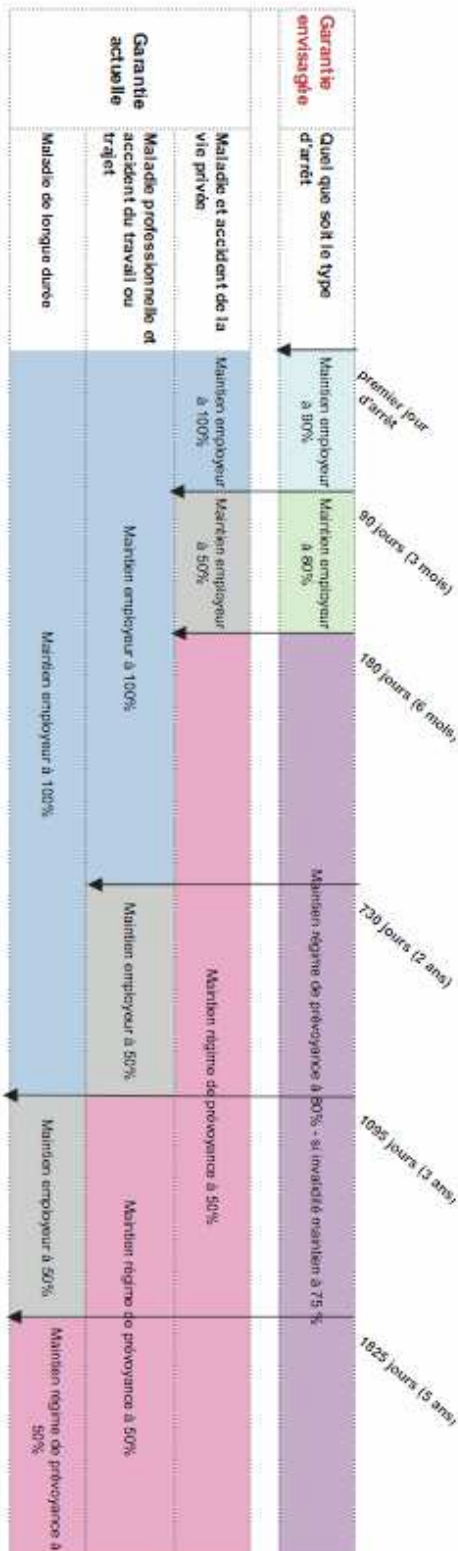 premier jour
d'arrêt
90 jours (3 mois)
180 jours (6 mois)
730 jours (2 ans)
1095 jours (3 ans)
1825 jours (5 ans)
Garantie
envisagée
Quel que soit le type
d'arrêt
Maintien employeur
à 90%
Maintien employeur
à 80%
Maintien régime de prévoyance à 80% - si invalidité maintien à 75 %
Garantie
actuelle
Maladie et accident de la
vie privée
Maintien employeur
à 100%
Maintien employeur
à 50%
Maintien régime de prévoyance à 50%
Maladie professionnelle et
accident du travail ou
trajet
Maintien employeur à 100%
Maintien employeur à 50%
Maintien régime de prévoyance à 50%
Maladie de longue durée
Maintien employeur à 100%
Maintien employeur à 50%
Maintien régime de prévoyance à
50%